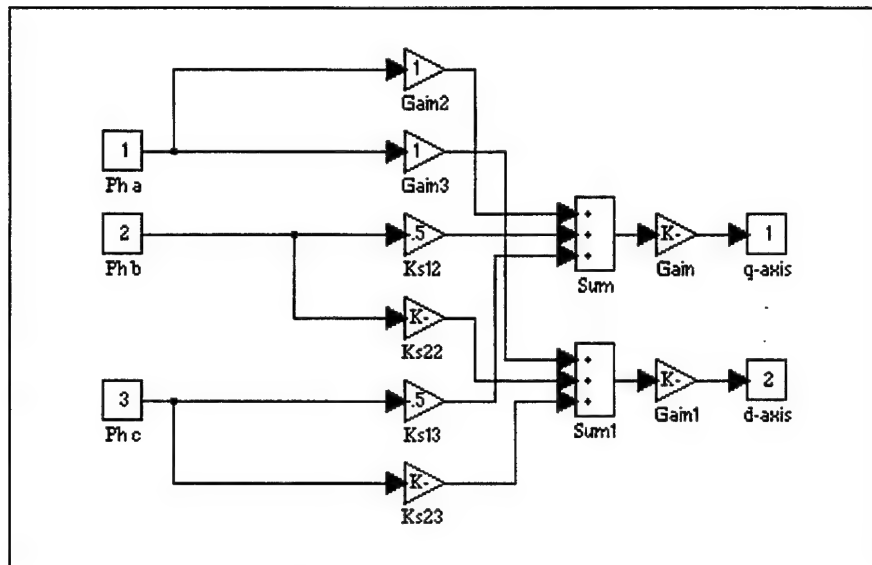 1
Gain2
1
Ph a
1
Gain3
2
Ph b
.5
Ks12
+
+
+
Sum
K-
Gain
1
q-axis
K-
Ks22
3
Ph c
.5
Ks13
+
+
+
Sum1
K-
Gain1
2
d-axis
K-
Ks23